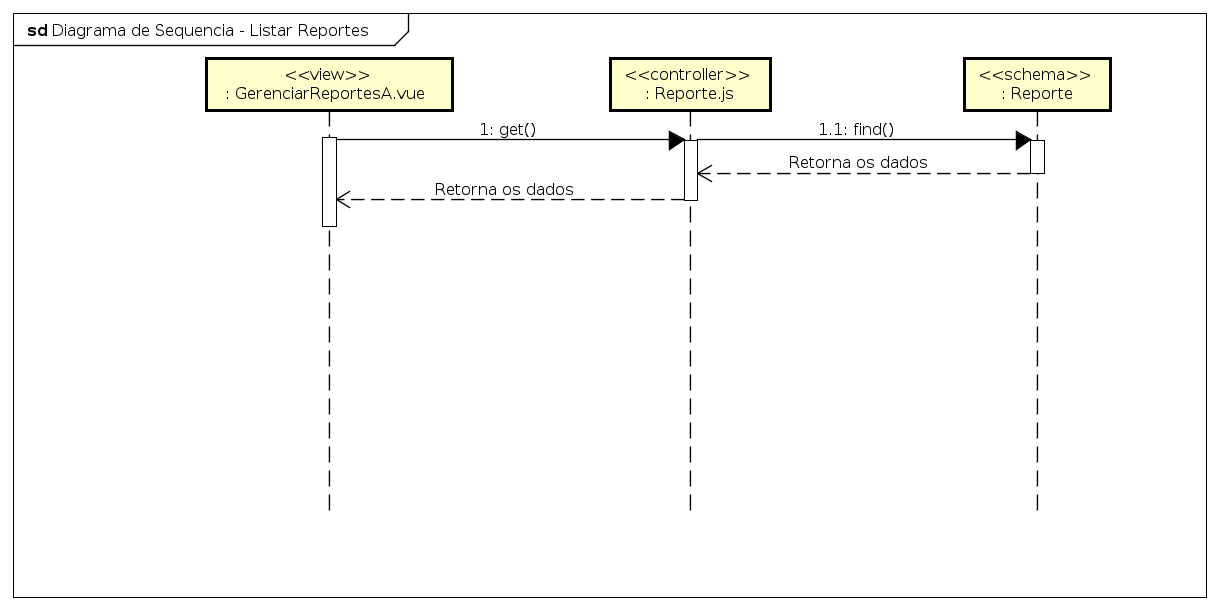 sd Diagrama de Sequencia - Listar Reportes
<<view>>
: GerenciarReportesA.vue
<<controller>>
: Reporte.js
<<schema>>
: Reporte
1: get()
1.1: find()
Retorna os dados
Retorna os dados